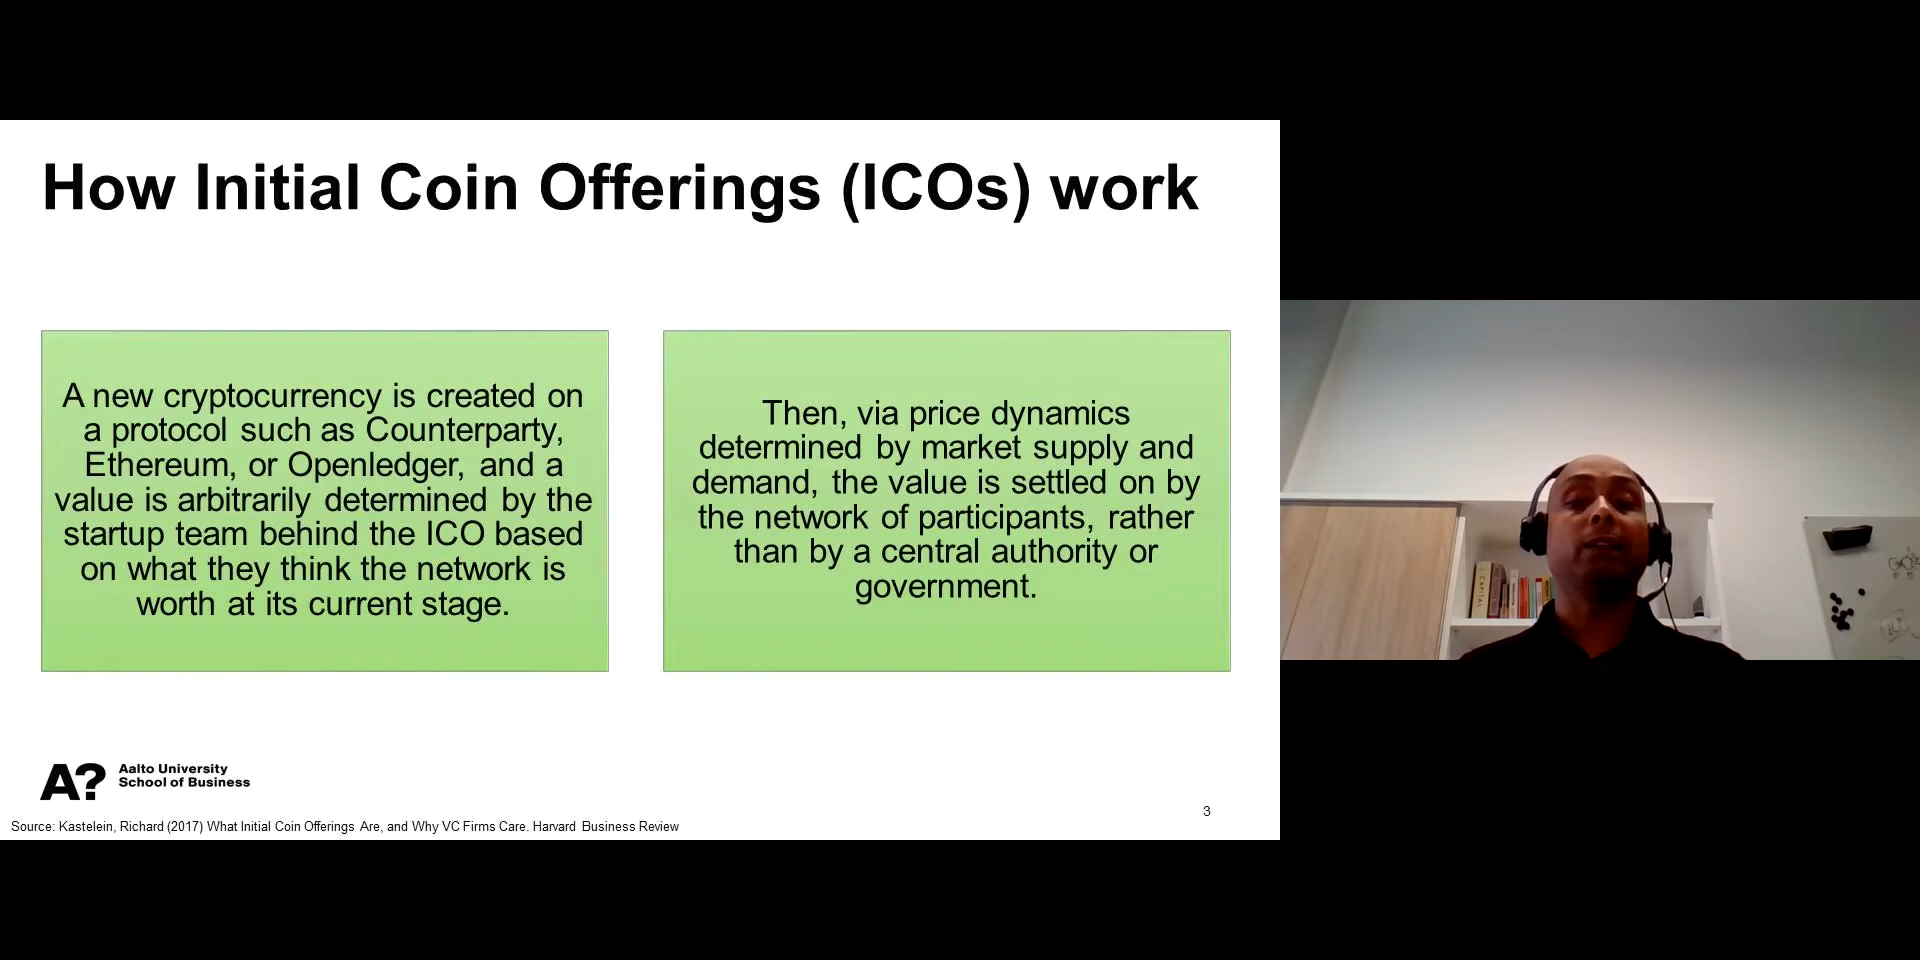 How Initial Coin Offerings (ICOs) work
A new cryptocurrency is created on
a protocol such as Counterparty,
Ethereum, or Openledger, and a
value is arbitrarily determined by the
startup team behind the ICO based
on what they think the network is
worth at its current stage.
Then, via price dynamics
determined by market supply and
demand, the value is settled on by
the network of participants, rather
than by a central authority or
government.
A?
Aalto University
School of Business
3
Source: Kastelein, Richard (2017) What Initial Coin Offerings Are, and Why VC Firms Care. Harvard Business Review
CAPITAL